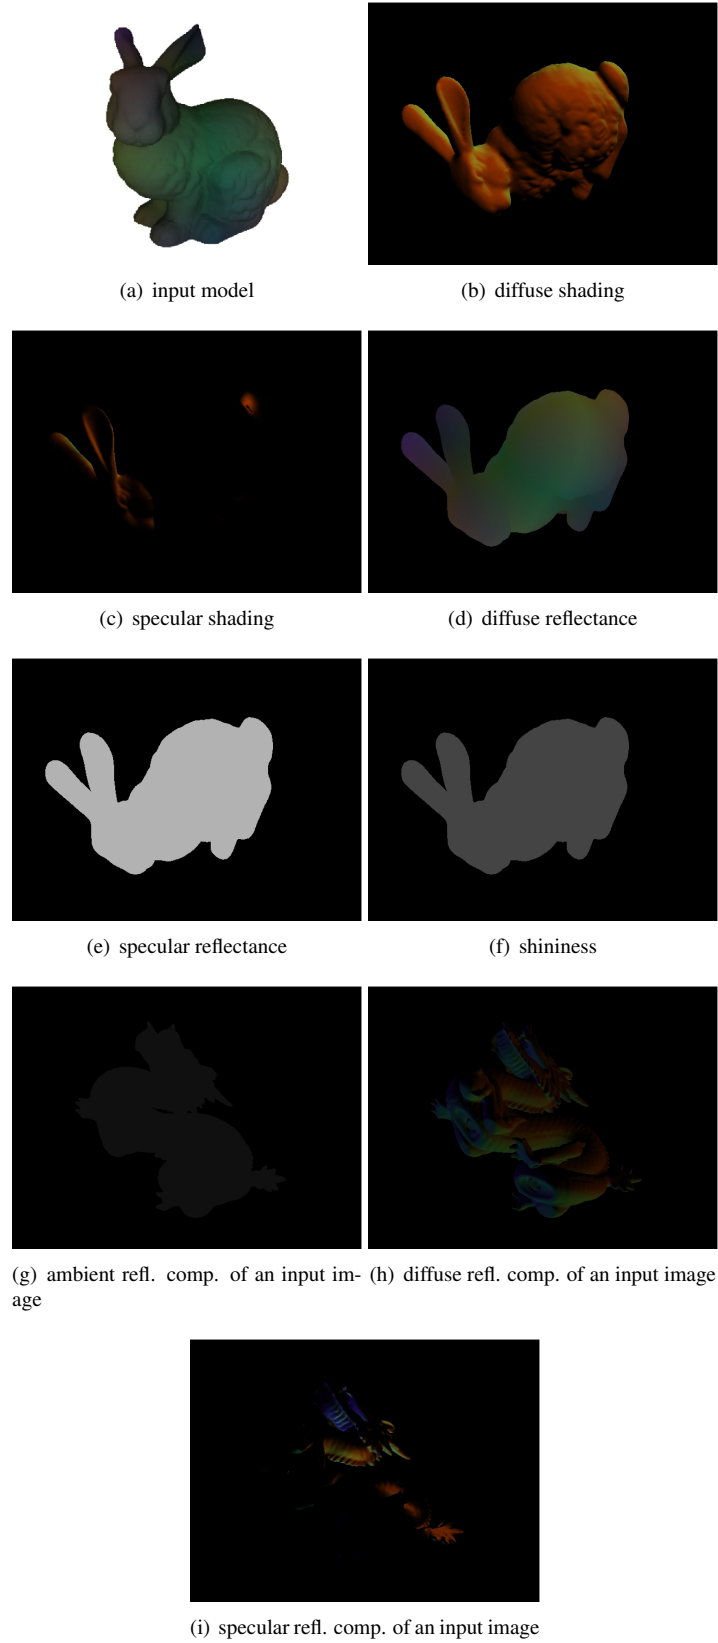 (a) input model
(b) diffuse shading
(c) specular shading
(d) diffuse reflectance
(e) specular reflectance
(f) shininess
(g) ambient refl. comp. of an input im-
age
(h) diffuse refl. comp. of an input image
(i) specular refl. comp. of an input image